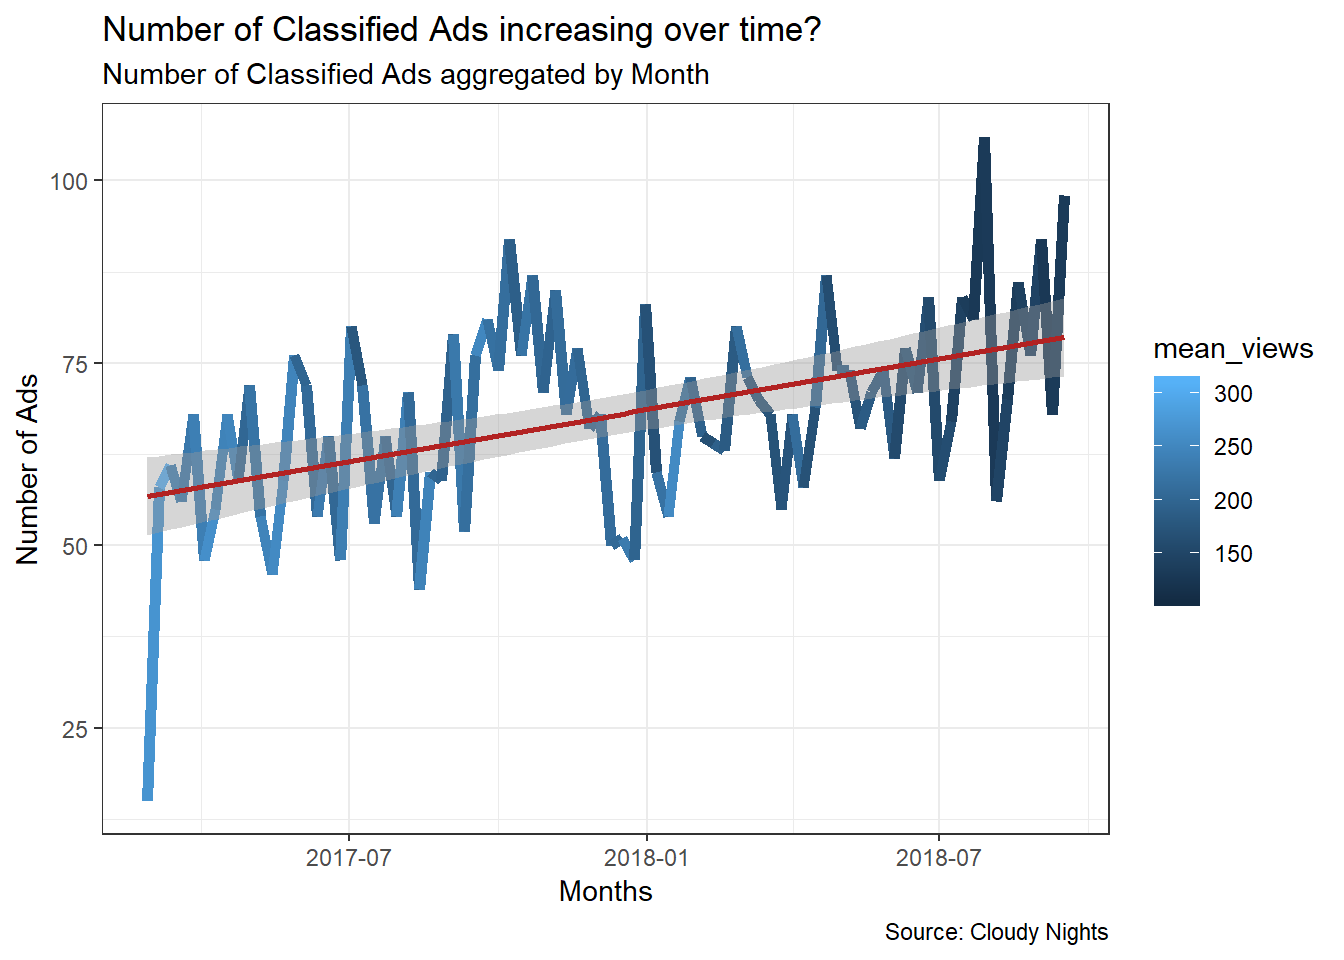 Number of Classified Ads increasing over time?
Number of Classified Ads aggregated by Month
Number of Ads
100
75
50
25
2017-07
2018-01
2018-07
Months
mean_views
300
250
200
150
Source: Cloudy Nights